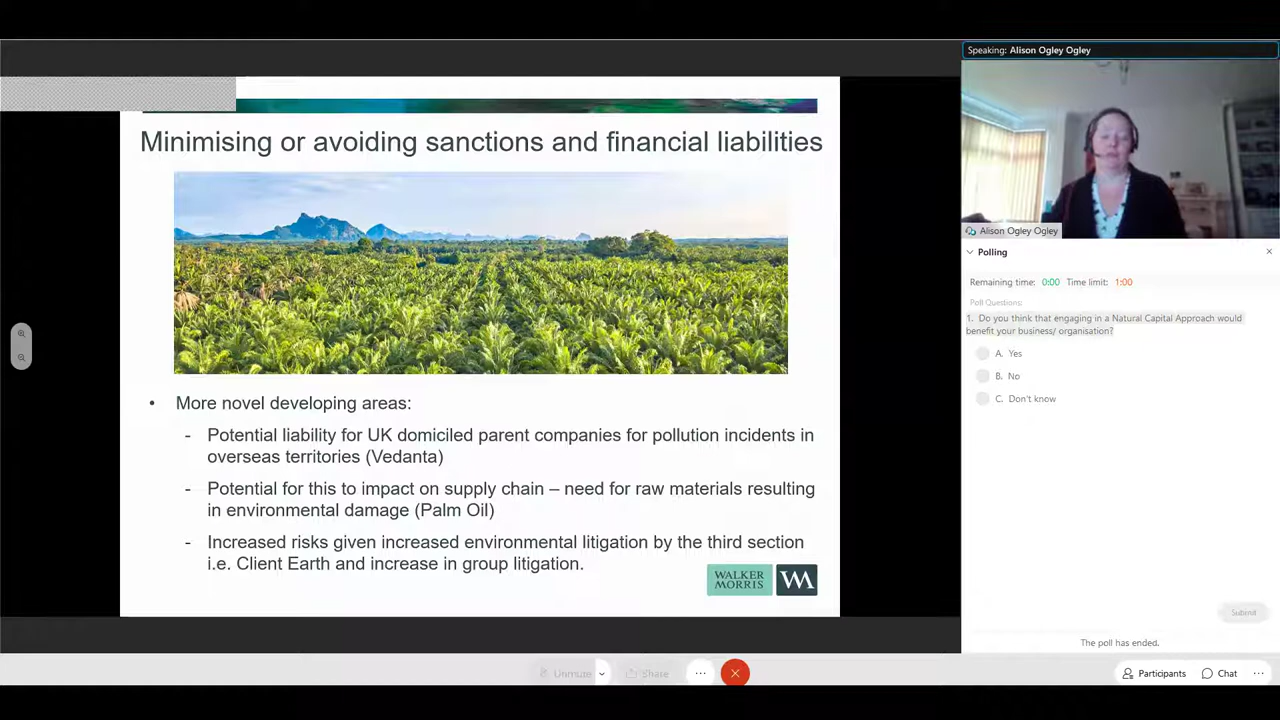 Speaking: Alison Ogley Ogley
Minimising or avoiding sanctions and financial liabilities
• More novel developing areas:
- Potential liability for UK domiciled parent companies for pollution incidents in
overseas territories (Vedanta)
- Potential for this to impact on supply chain – need for raw materials resulting
in environmental damage (Palm Oil)
- Increased risks given increased environmental litigation by the third section
i.e. Client Earth and increase in group litigation.
WALKER
MORRIS
WM
Alison Ogley Ogley
Polling
Remaining time: 0:00 Time limit: 1:00
Poll Questions:
1. Do you think that engaging in a Natural Capital Approach would
benefit your business/ organisation?
A. Yes
B. No
C. Don't know
Submit
The poll has ended.
Unmute
Share
Participants
Chat